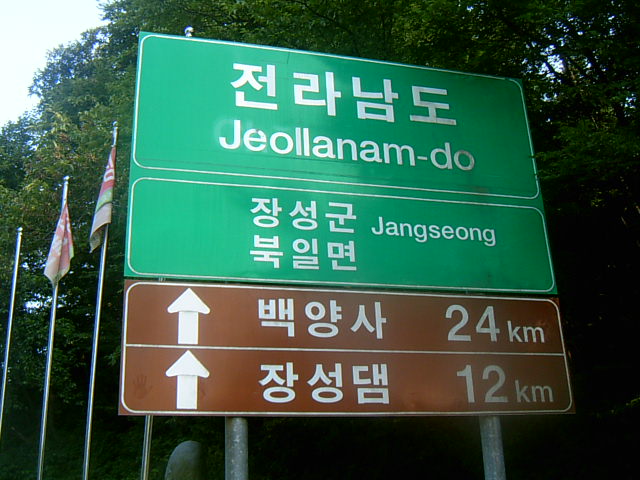 전라남도
Jeollanam-do
장성군 Jangseong
북일면
백양사 24 km
장성댐 12 km